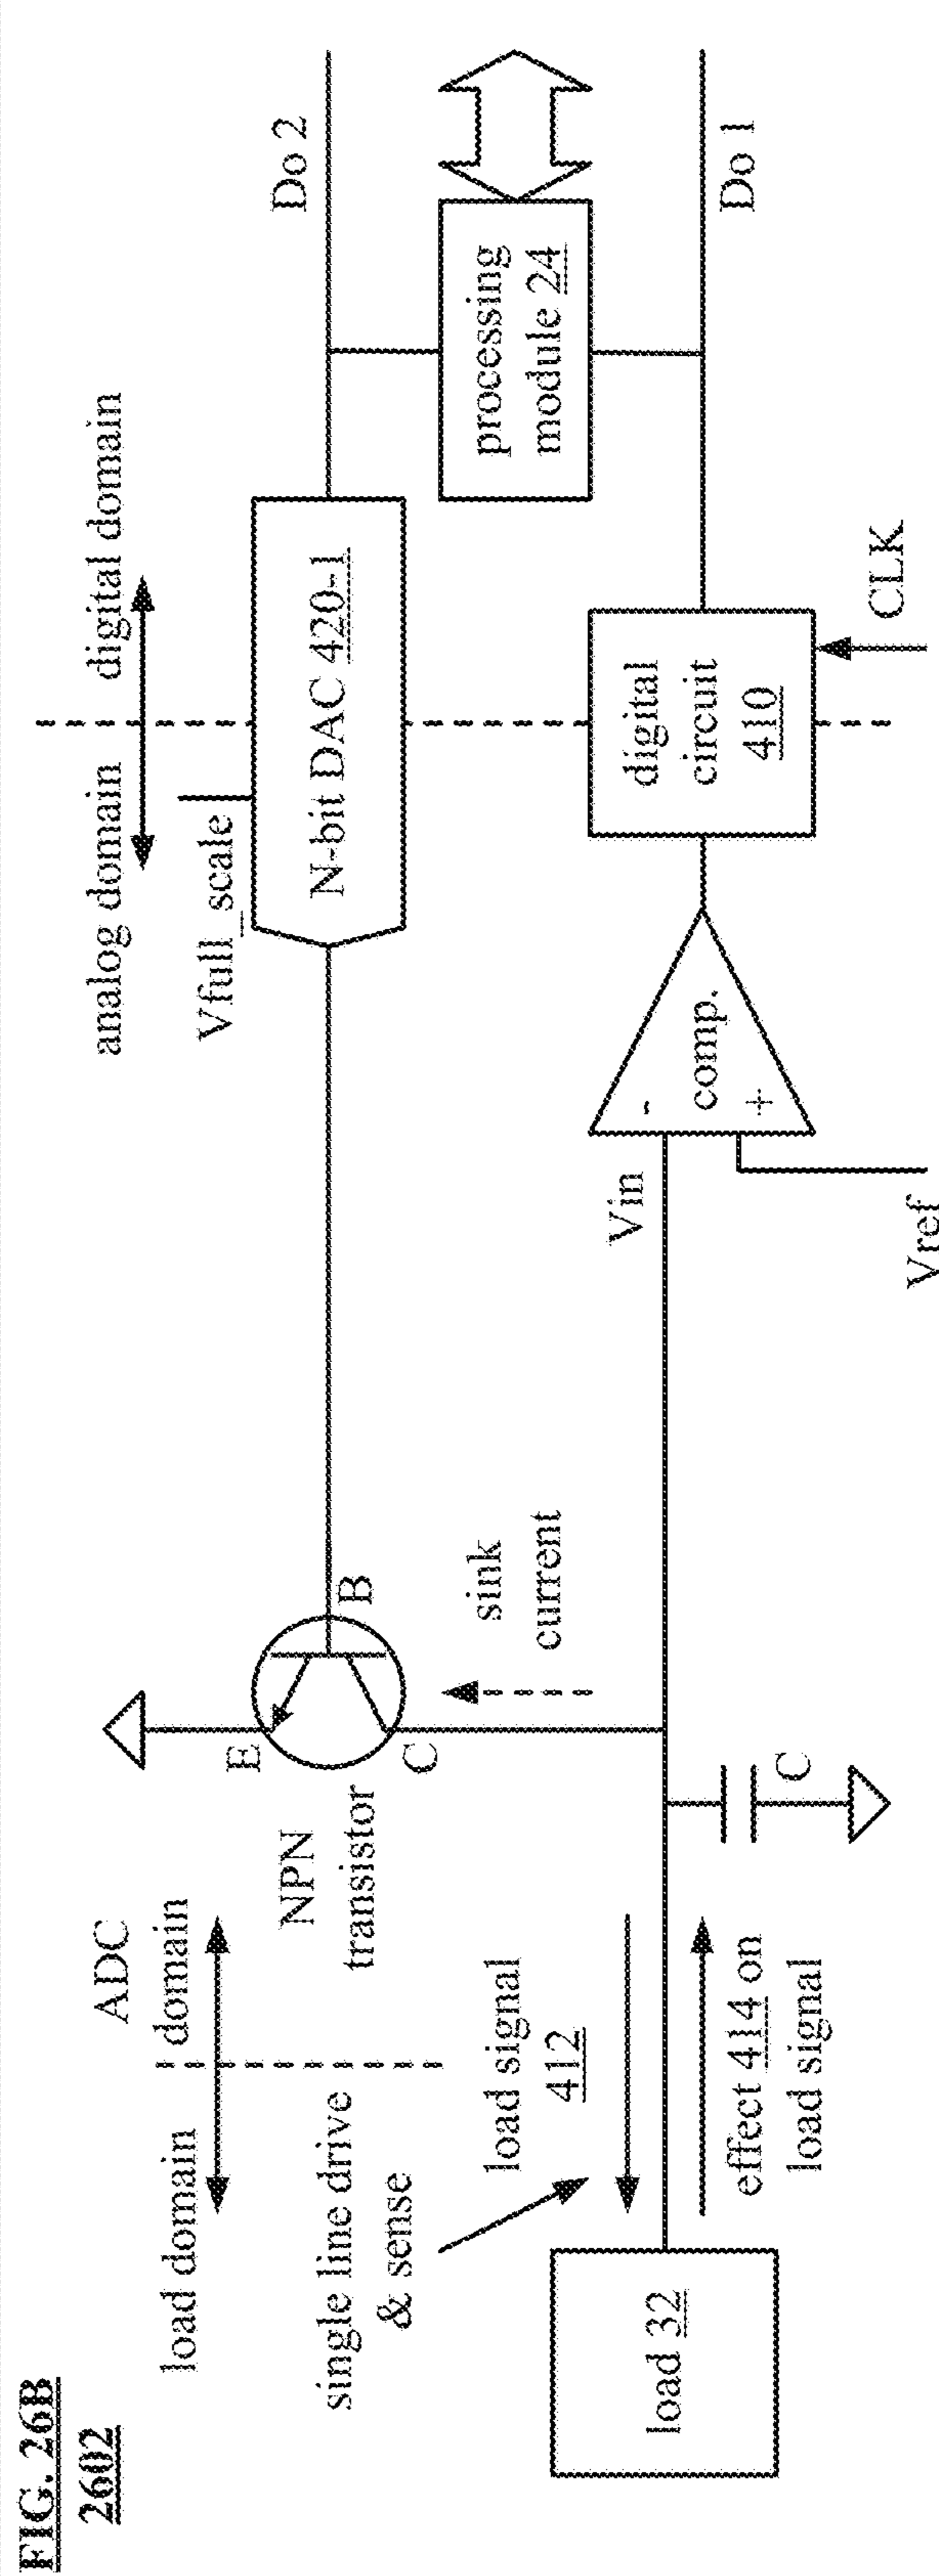 FIG. 26B
2602
load domain
ADC
domain
analog domain
digital domain
single line drive
& sense
NPN
transistor
E
B
C
Vfull_scale
N-bit DAC 420-1
Do 2
load signal
412
sink
current
processing
module 24
load 32
effect 414 on
load signal
C
Vin
-
comp.
+
Vref
digital
circuit
410
CLK
Do 1